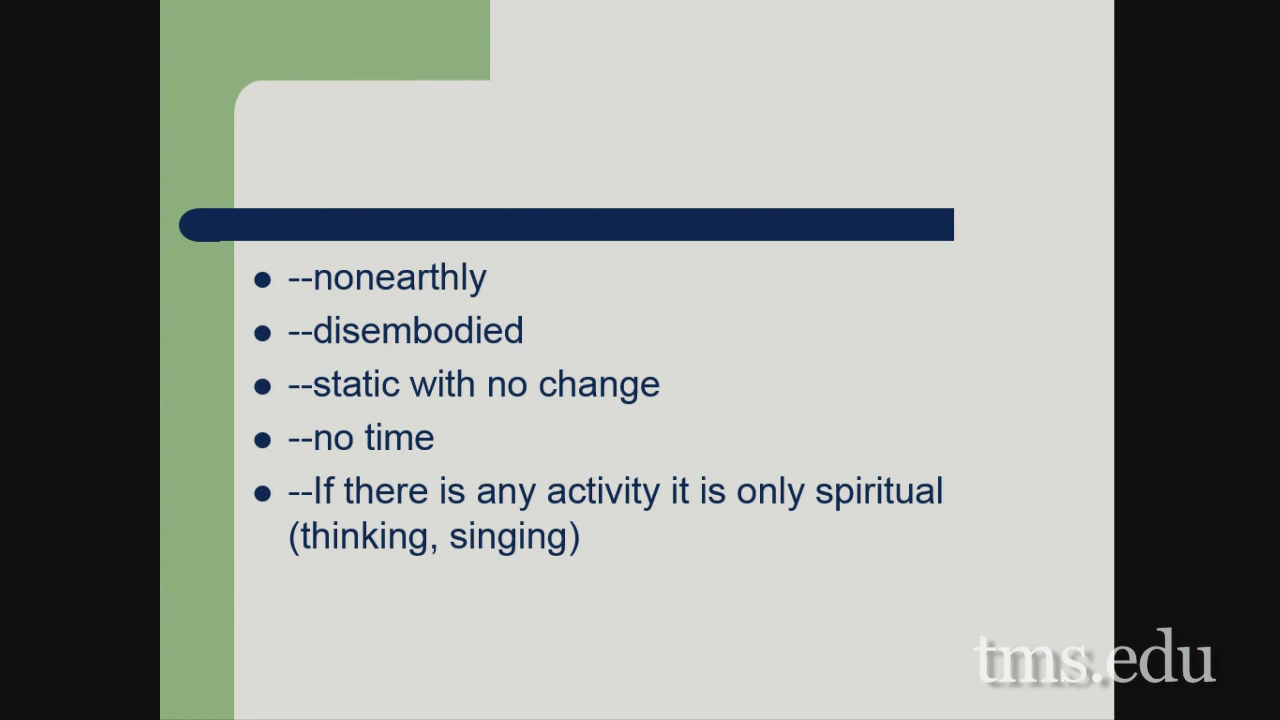 --nonearthly
--disembodied
--static with no change
--no time
--If there is any activity it is only spiritual
(thinking, singing)
tms.edu